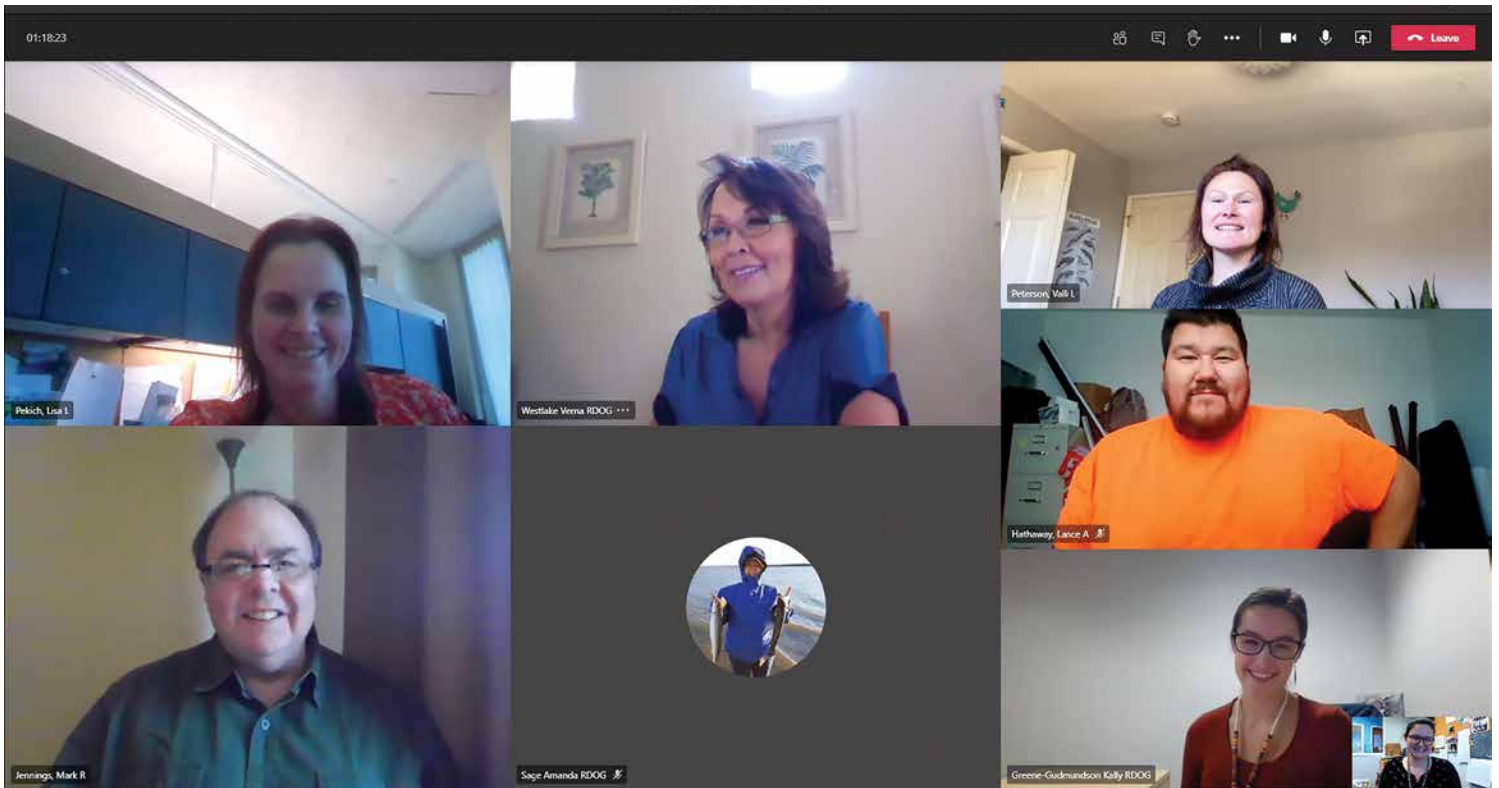 01:18:23
Leave
Pekich, Lisa L
Westlake Verna RDOG
Peterson, Valli L
Hathaway, Lance A
Jennings, Mark R
Sage Amanda RDOG
Greene-Gudmundson Kally RDOG